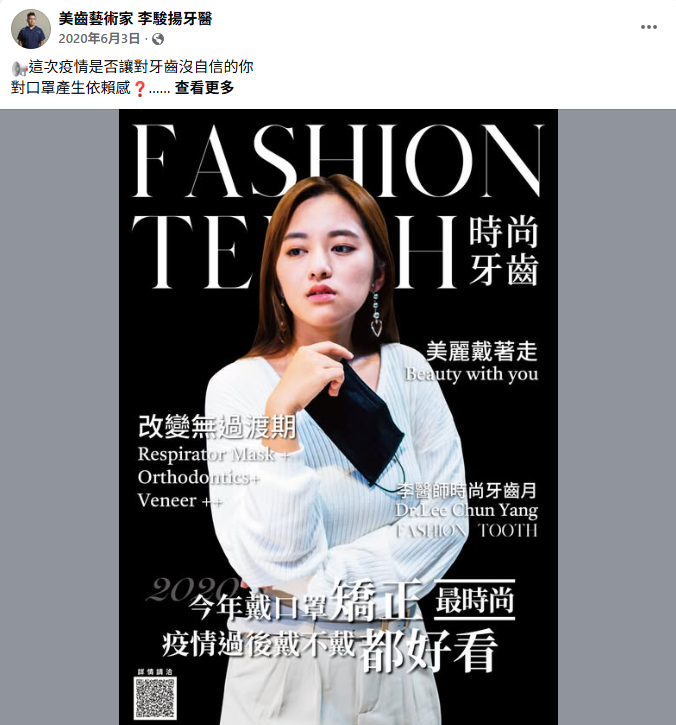 美齒藝術家 李駿揚牙醫
2020年6月3日
這次疫情是否讓對牙齒沒自信的你
對口罩產生依賴感❓...... 查看更多
FASHION
TEETH 時尚
牙齒
美麗戴著走
Beauty with you
改變無過渡期
Respirator Mask +
Orthodontics+
Veneer ++
李醫師時尚牙齒月
Dr.Lee Chun Yang
FASHION TOOTH
2020
今年戴口罩矯正 最時尚
疫情過後戴不戴都好看
詳情請洽